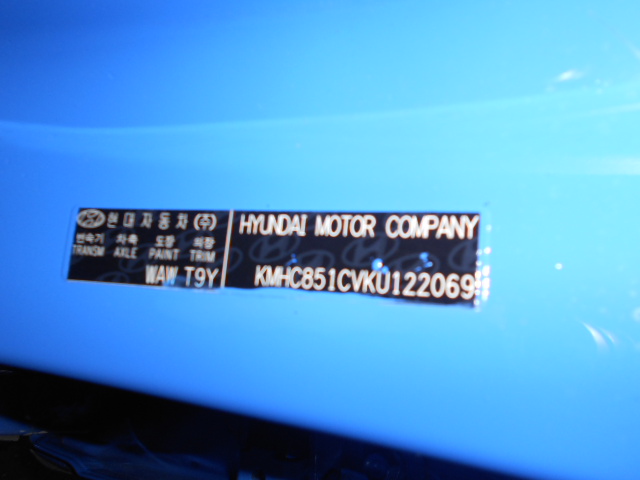 현대자동차(주)
변속기 차축 도장 의장
TRANSM AXLE PAINT TRIM
WAW T9Y
HYUNDAI MOTOR COMPANY
KMHC851CVKU122069